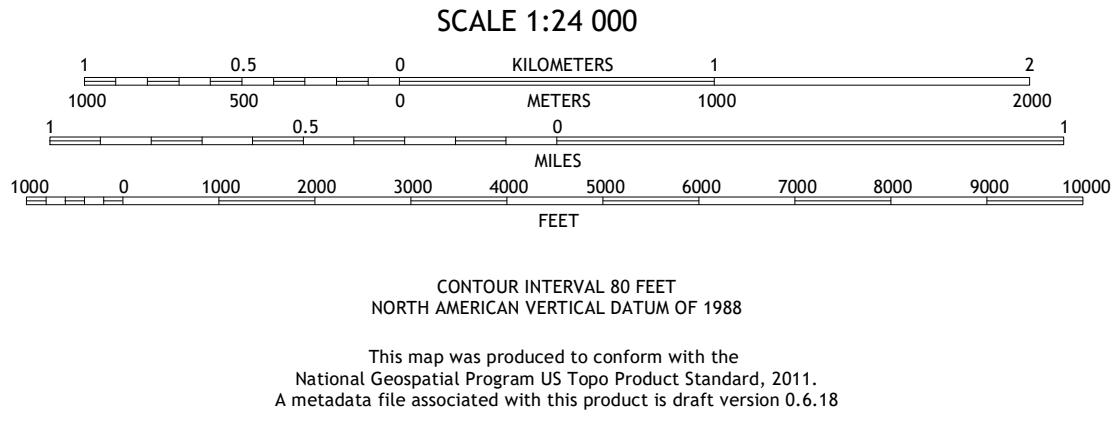 SCALE 1:24 000
1 0.5 0 KILOMETERS 1 2
1000 500 0 METERS 1000 2000
1 0.5 0 1
MILES
1000 0 1000 2000 3000 4000 5000 6000 7000 8000 9000 10000
FEET
CONTOUR INTERVAL 80 FEET
NORTH AMERICAN VERTICAL DATUM OF 1988
This map was produced to conform with the
National Geospatial Program US Topo Product Standard, 2011.
A metadata file associated with this product is draft version 0.6.18